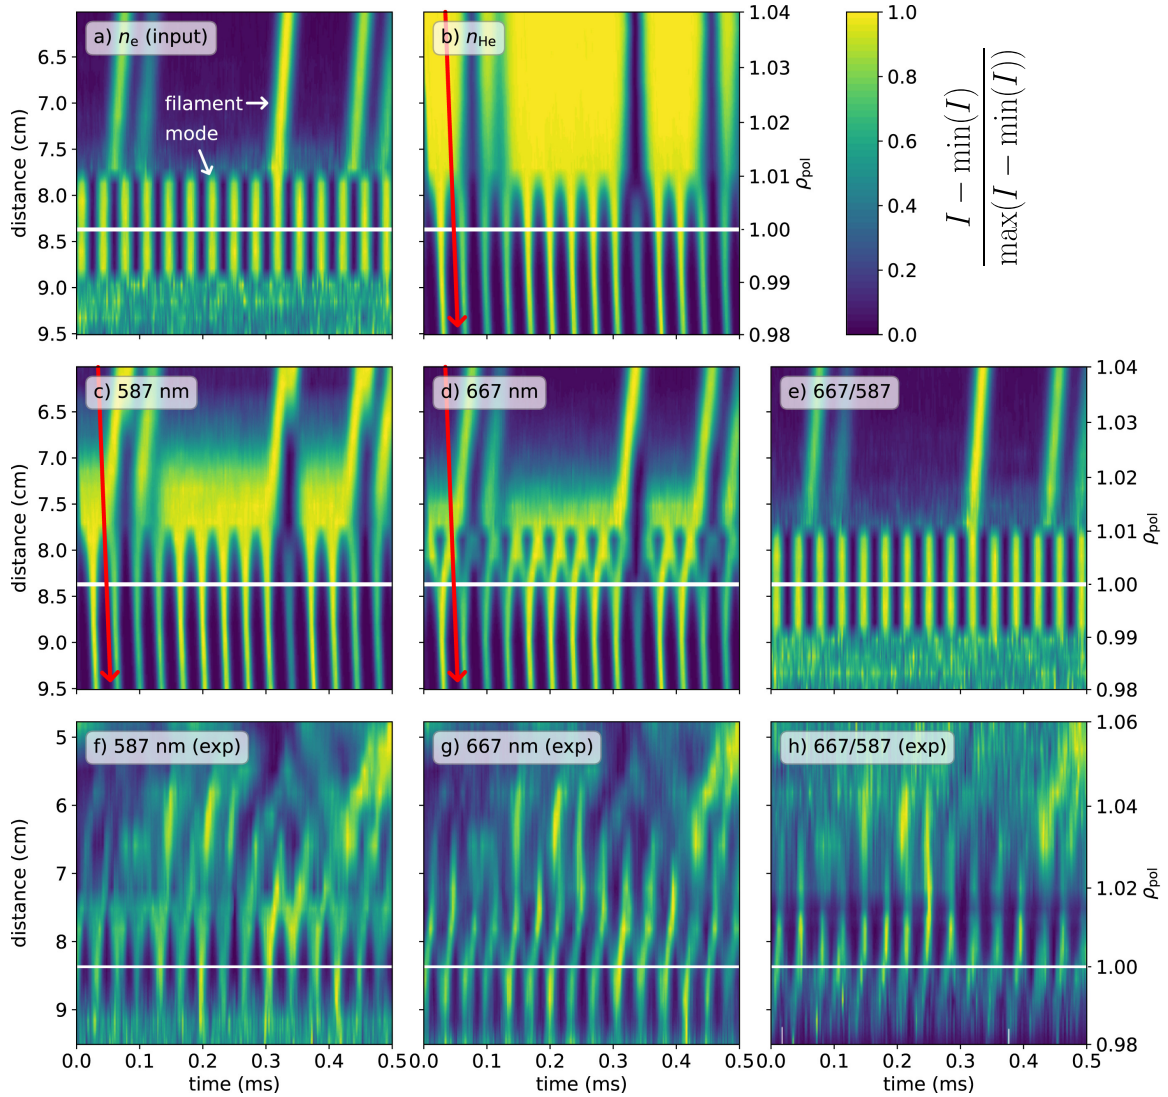 a) nₑ (input)
filament
mode
6.5
7.0
7.5
8.0
8.5
9.0
9.5
distance (cm)
b) n_He
1.04
1.03
1.02
1.01
1.00
0.99
0.98
ρ_pol
1.0
0.8
0.6
0.4
0.2
0.0
I − min(I)
max(I − min(I))
c) 587 nm
6.5
7.0
7.5
8.0
8.5
9.0
9.5
distance (cm)
d) 667 nm
e) 667/587
1.04
1.03
1.02
1.01
1.00
0.99
0.98
ρ_pol
f) 587 nm (exp)
5
6
7
8
9
distance (cm)
0.0 0.1 0.2 0.3 0.4 0.5
time (ms)
g) 667 nm (exp)
0.0 0.1 0.2 0.3 0.4 0.5
time (ms)
h) 667/587 (exp)
1.06
1.04
1.02
1.00
0.98
ρ_pol
0.0 0.1 0.2 0.3 0.4 0.5
time (ms)